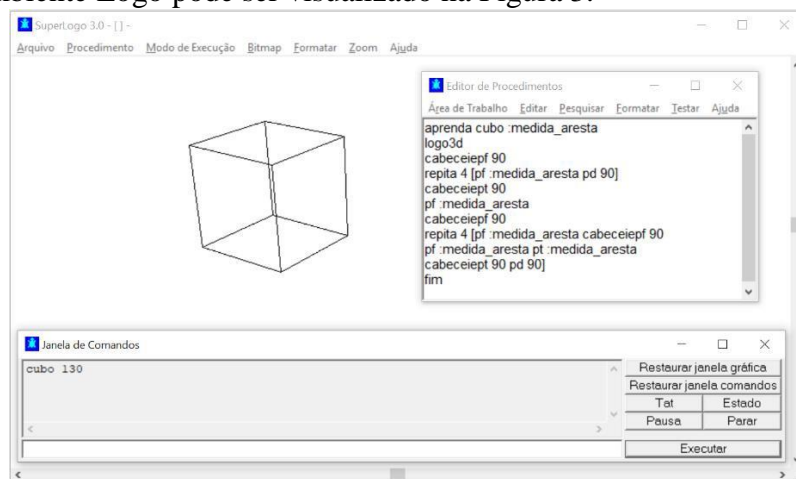 SuperLogo 3.0 - [ ] -
Arquivo Procedimento Modo de Execução Bitmap Formatar Zoom Ajuda
Editor de Procedimentos
Área de Trabalho Editar Pesquisar Formatar Testar Ajuda
aprenda cubo :medida_aresta
logo3d
cabeceiepf 90
repita 4 [pf :medida_aresta pd 90]
cabeceiept 90
pf :medida_aresta
cabeceiepf 90
repita 4 [pf :medida_aresta cabeceiepf 90
pf :medida_aresta pt :medida_aresta
cabeceiept 90 pd 90]
fim
Janela de Comandos
cubo 130
Restaurar janela gráfica
Restaurar janela comandos
Tat Estado
Pausa Parar
Executar